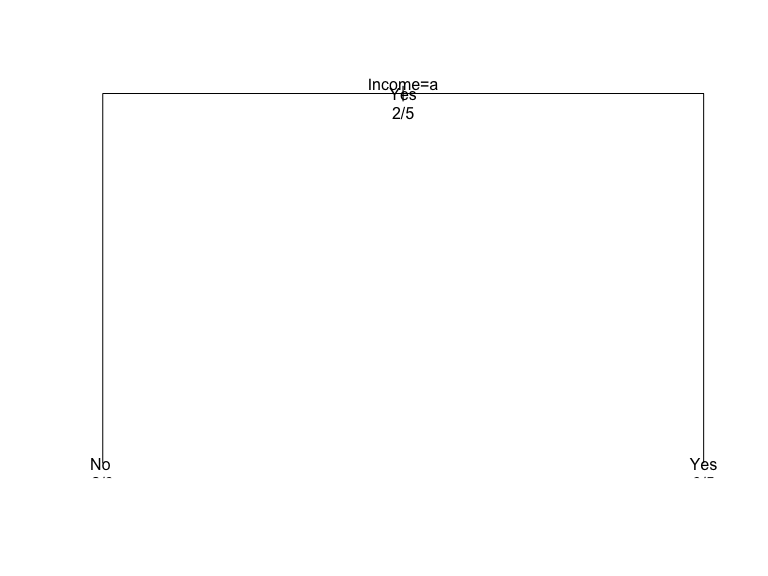 Income=a
Yes
2/5
No
Yes